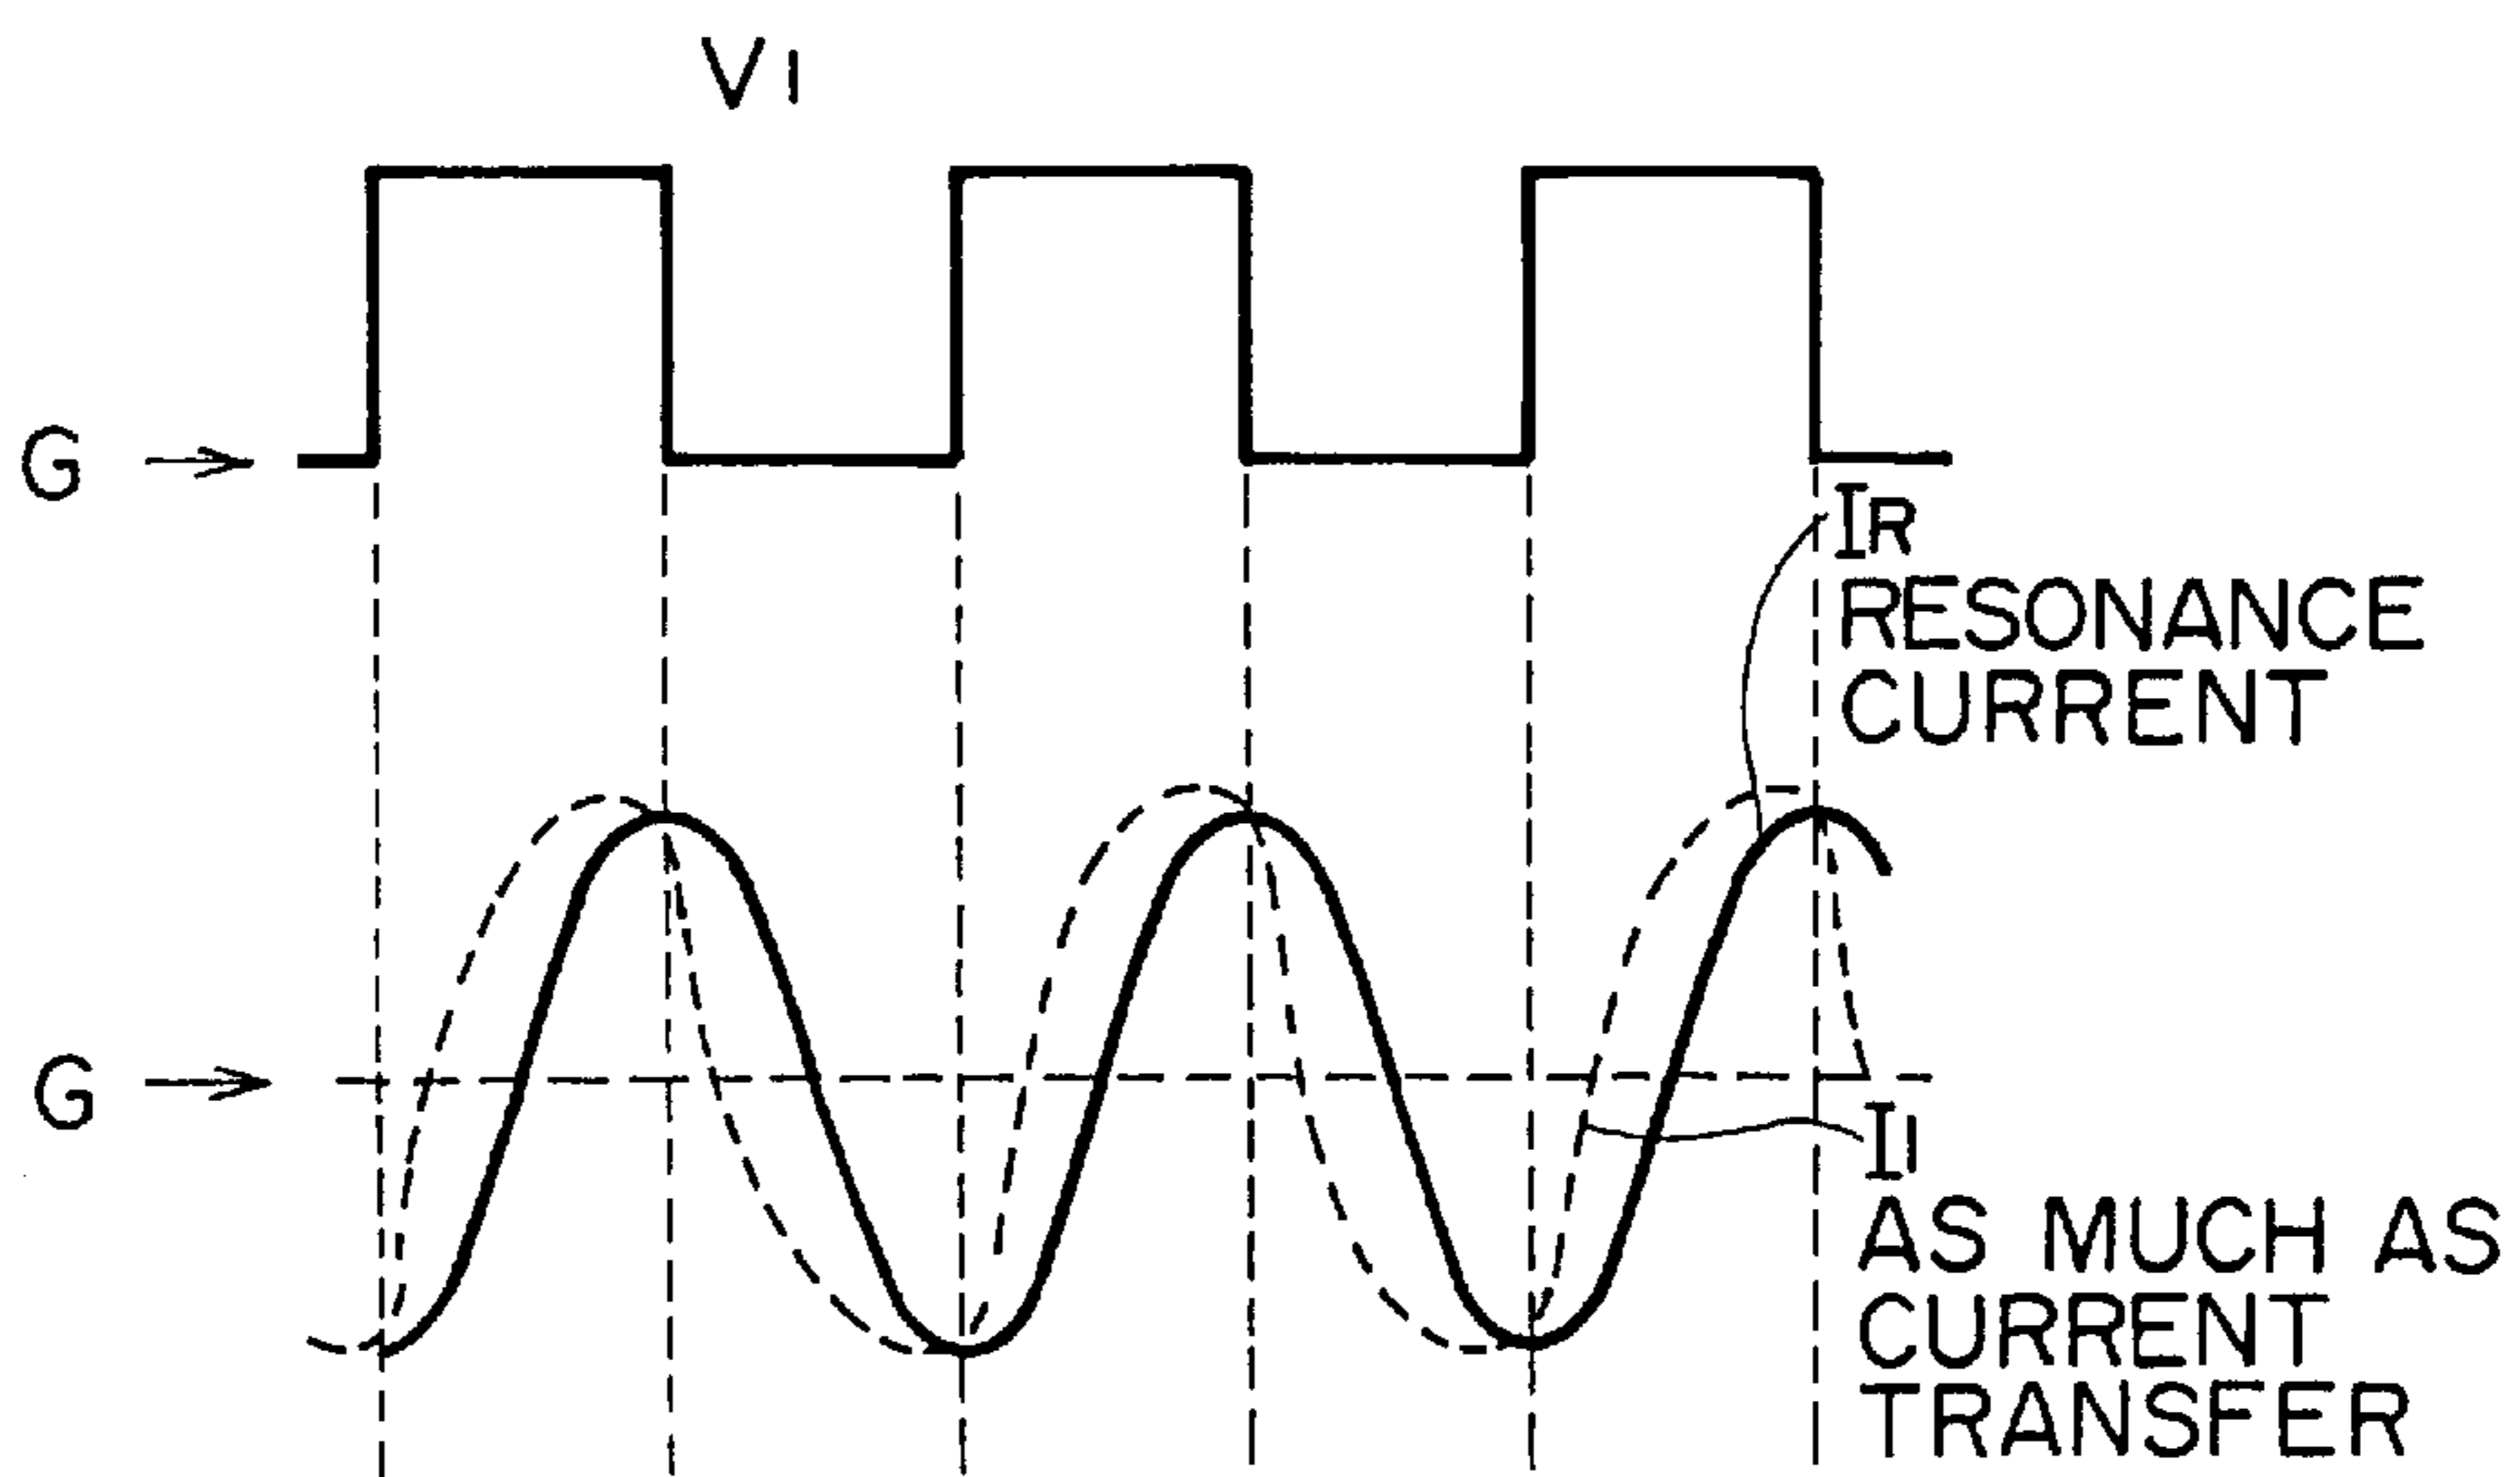 V1
G
IR
RESONANCE
CURRENT
G
I1
AS MUCH AS
CURRENT
TRANSFER